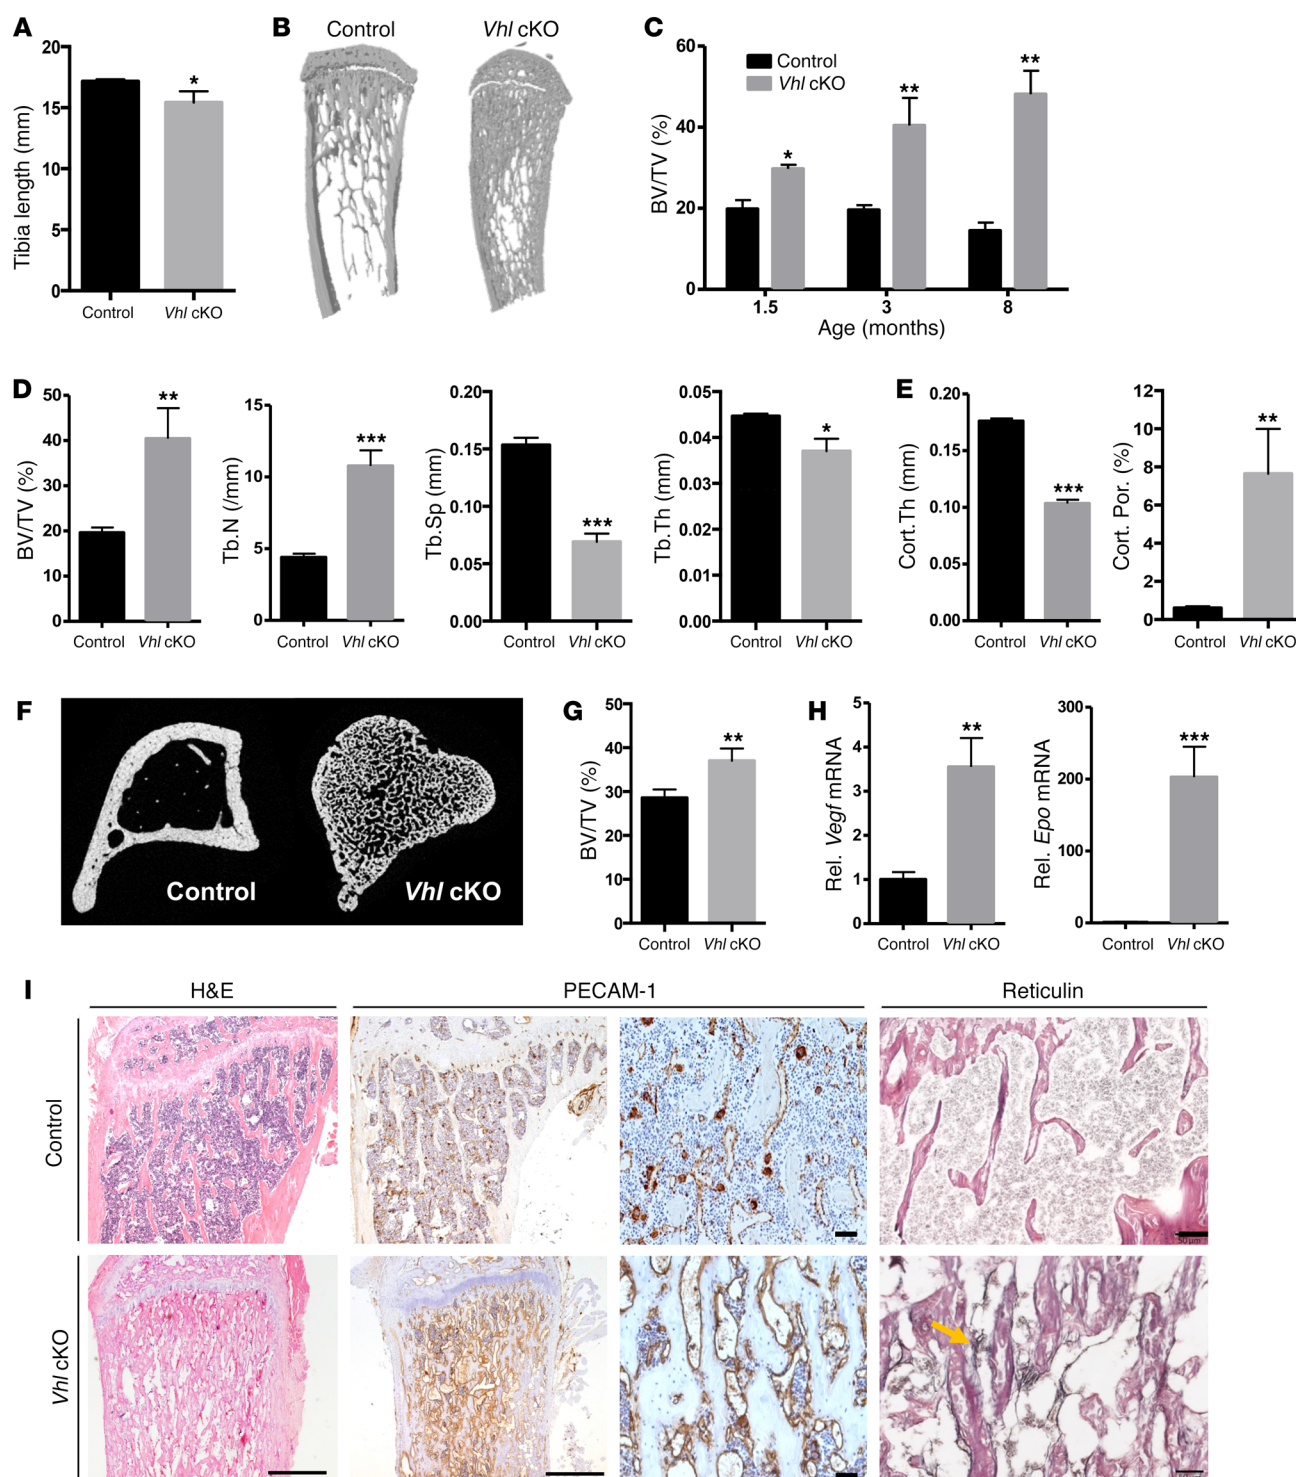 A
20
15
10
5
0
Tibia length (mm)
*
Control
Vhl cKO
B
Control
Vhl cKO
C
60
40
20
0
BV/TV (%)
Control
Vhl cKO
*
**
**
1.5
3
8
Age (months)
D
50
40
30
20
10
0
BV/TV (%)
**
Control
Vhl cKO
15
10
5
0
Tb.N (/mm)
***
Control
Vhl cKO
0.20
0.15
0.10
0.05
0.00
Tb.Sp (mm)
***
Control
Vhl cKO
0.05
0.04
0.03
0.02
0.01
0.00
Tb.Th (mm)
*
Control
Vhl cKO
E
0.20
0.15
0.10
0.05
0.00
Cort.Th (mm)
***
Control
Vhl cKO
12
10
8
6
4
2
0
Cort. Por. (%)
**
Control
Vhl cKO
F
Control
Vhl cKO
G
50
40
30
20
10
0
BV/TV (%)
**
Control
Vhl cKO
H
5
4
3
2
1
0
Rel. Vegf mRNA
**
Control
Vhl cKO
300
200
100
0
Rel. Epo mRNA
***
Control
Vhl cKO
I
H&E
PECAM-1
Reticulin
Control
50 µm
Vhl cKO